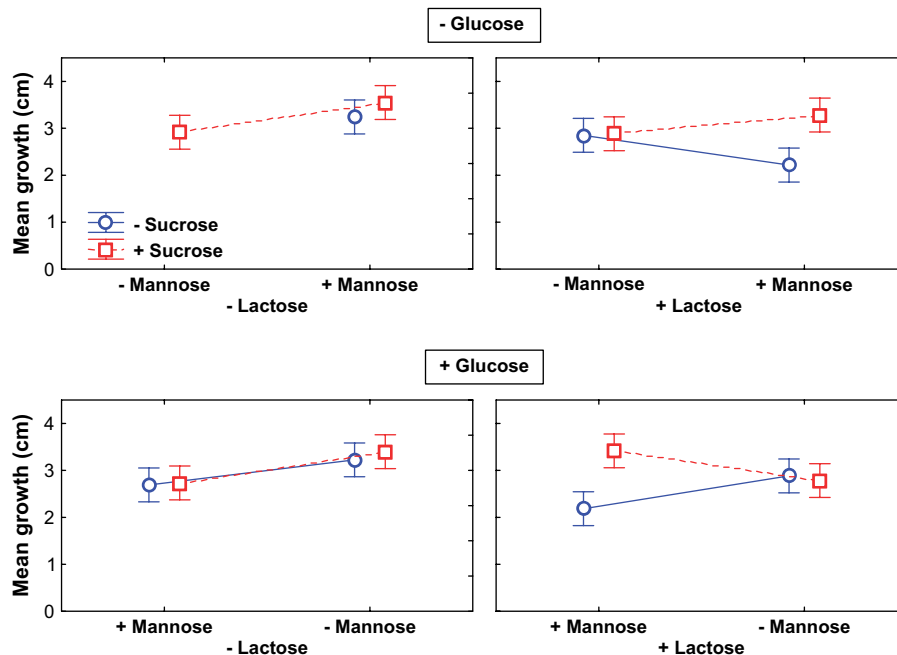 - Glucose
Mean growth (cm)
4
3
2
1
0
- Sucrose
+ Sucrose
- Mannose + Mannose - Mannose + Mannose
- Lactose + Lactose
+ Glucose
Mean growth (cm)
4
3
2
1
0
+ Mannose - Mannose + Mannose - Mannose
- Lactose + Lactose